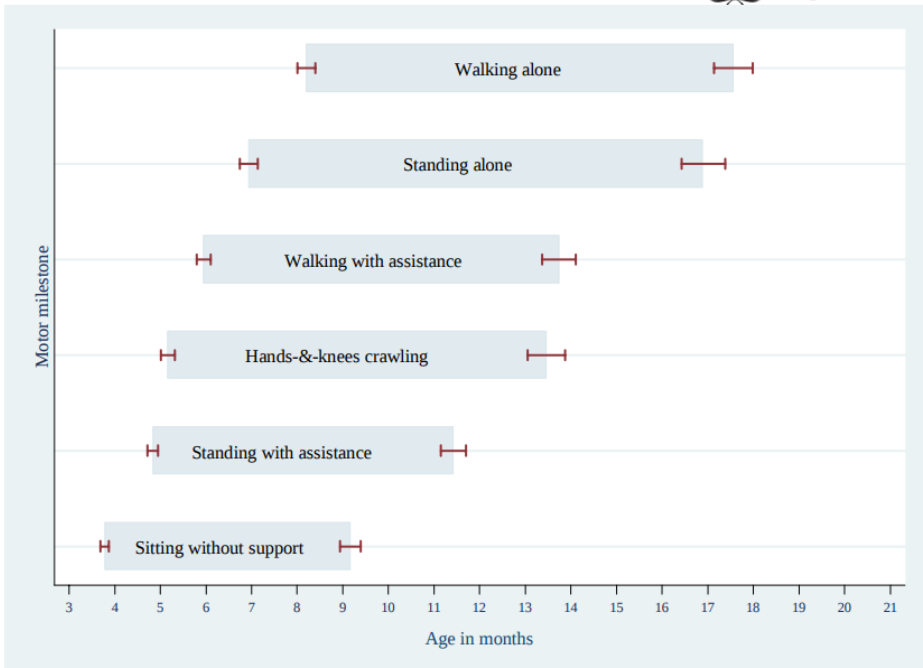 Walking alone
Standing alone
Walking with assistance
Hands-&-knees crawling
Standing with assistance
Sitting without support
Motor milestone
3 4 5 6 7 8 9 10 11 12 13 14 15 16 17 18 19 20 21
Age in months